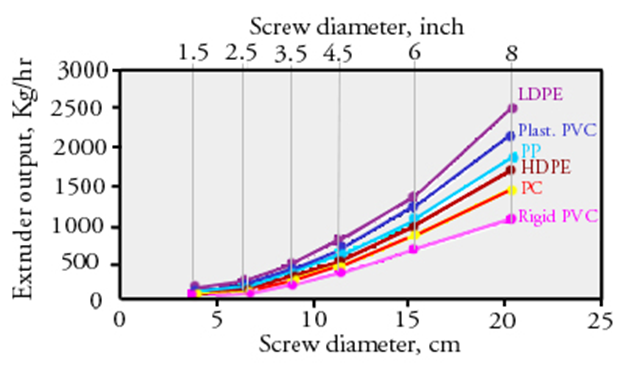 Screw diameter, inch
1.5 2.5 3.5 4.5 6 8
Extruder output, Kg/hr
3000
2500
2000
1500
1000
500
0
LDPE
Plast. PVC
PP
HDPE
PC
Rigid PVC
0 5 10 15 20 25
Screw diameter, cm